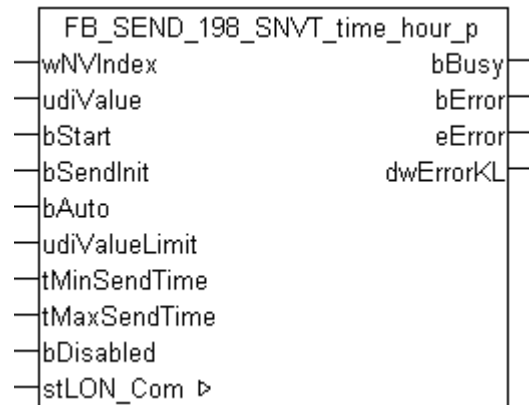 FB_SEND_198_SNVT_time_hour_p
wNVIndex bBusy
udiValue bError
bStart eError
bSendInit dwErrorKL
bAuto
udiValueLimit
tMinSendTime
tMaxSendTime
bDisabled
stLON_Com ▷